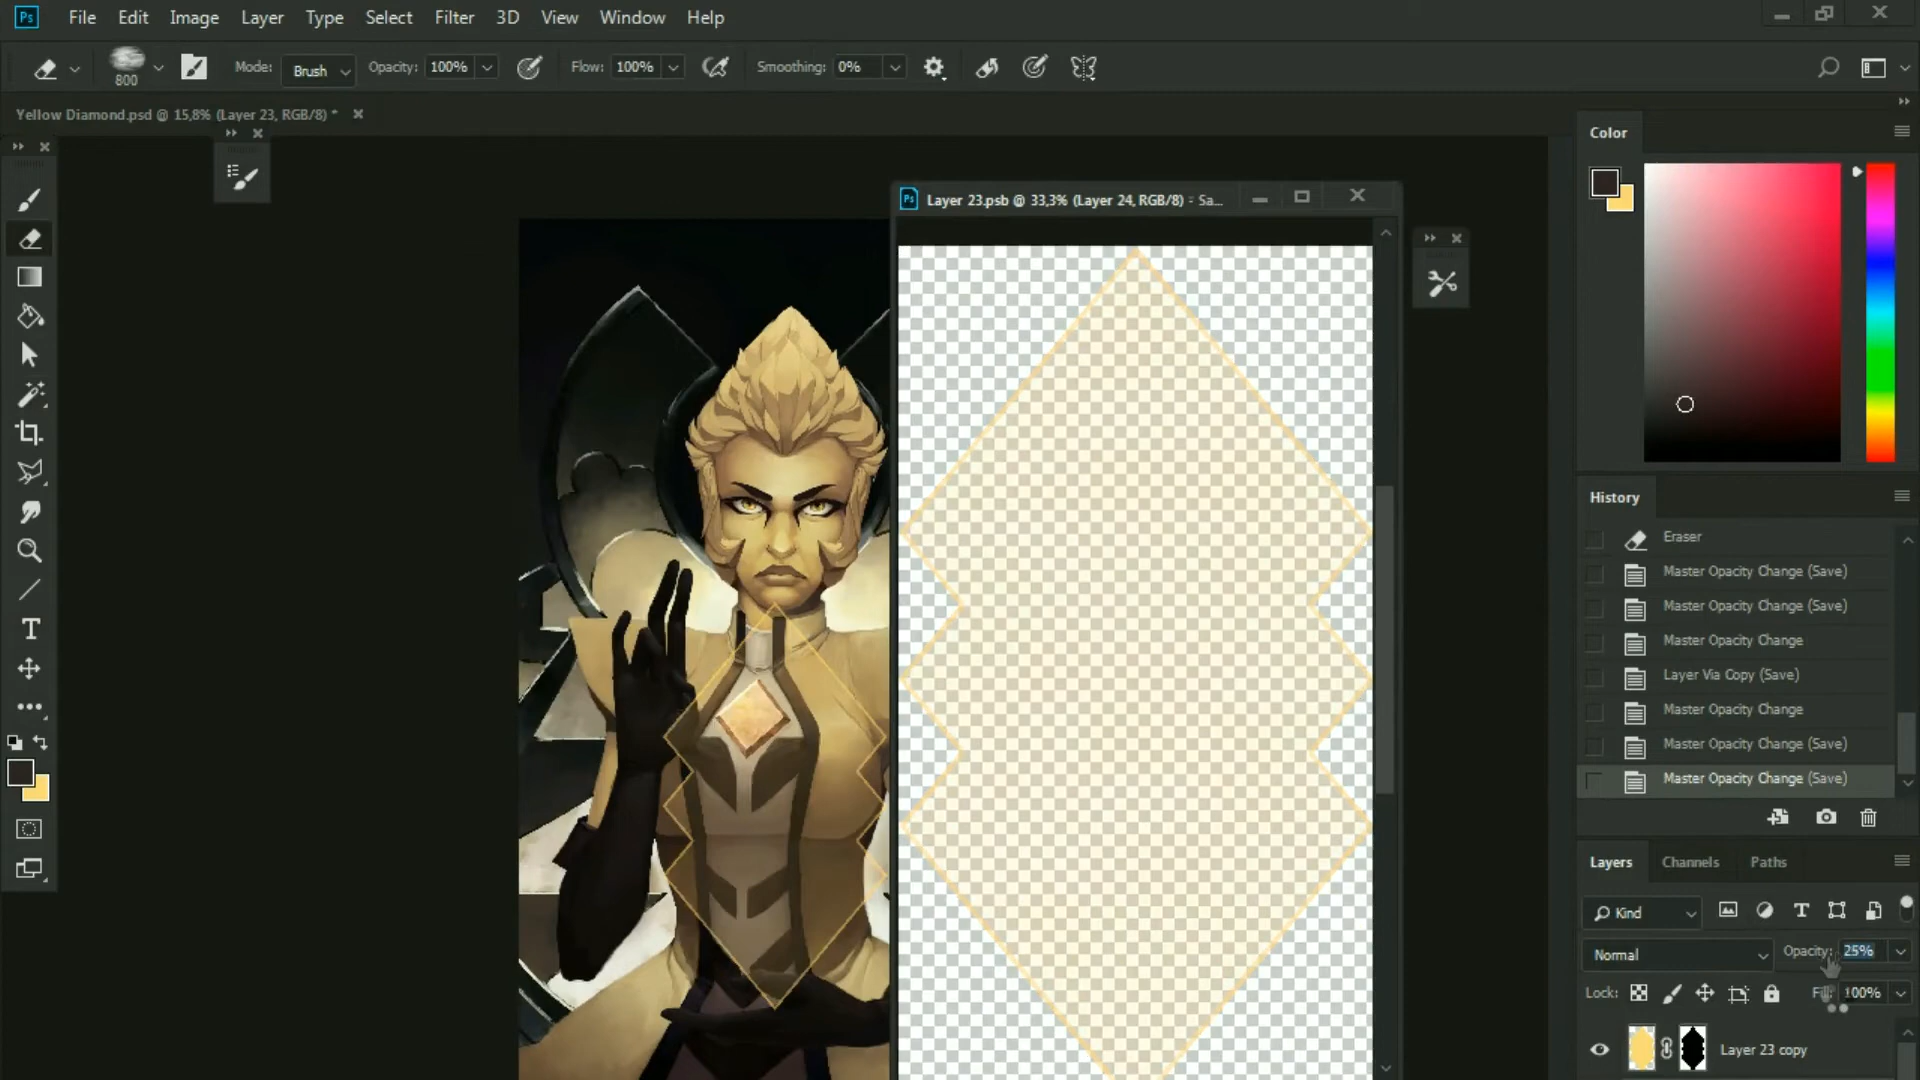 Ps File Edit Image Layer Type Select Filter 3D View Window Help
800 Mode: Brush Opacity: 100% Flow: 100% Smoothing: 0%
Yellow Diamond.psd @ 15,8% (Layer 23, RGB/8) *
Ps Layer 23.psb @ 33,3% (Layer 24, RGB/8) - Sa...
T
Color
History
Eraser
Master Opacity Change (Save)
Master Opacity Change (Save)
Master Opacity Change
Layer Via Copy (Save)
Master Opacity Change
Master Opacity Change (Save)
Master Opacity Change (Save)
Layers Channels Paths
Kind T
Normal Opacity: 25%
Lock: Fill: 100%
Layer 23 copy